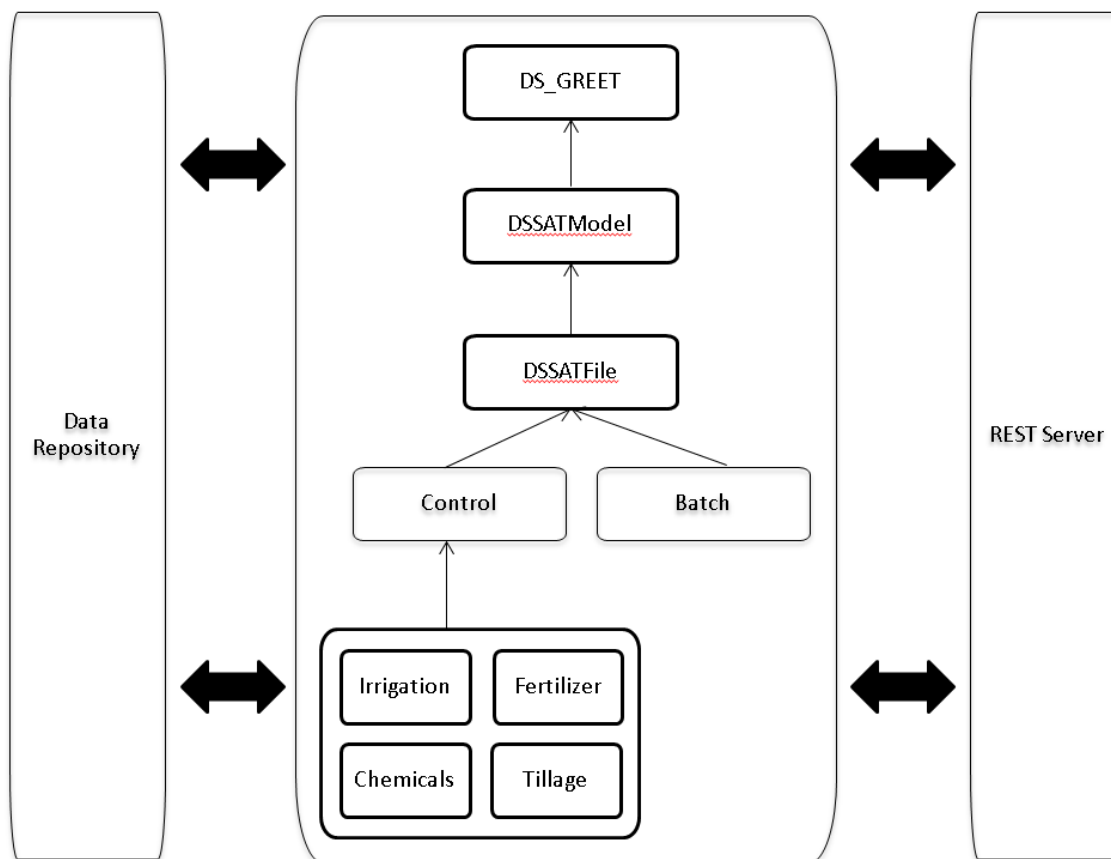 DS_GREET
DSSATModel
DSSATFile
Data
Repository
REST Server
Control
Batch
Irrigation
Fertilizer
Chemicals
Tillage